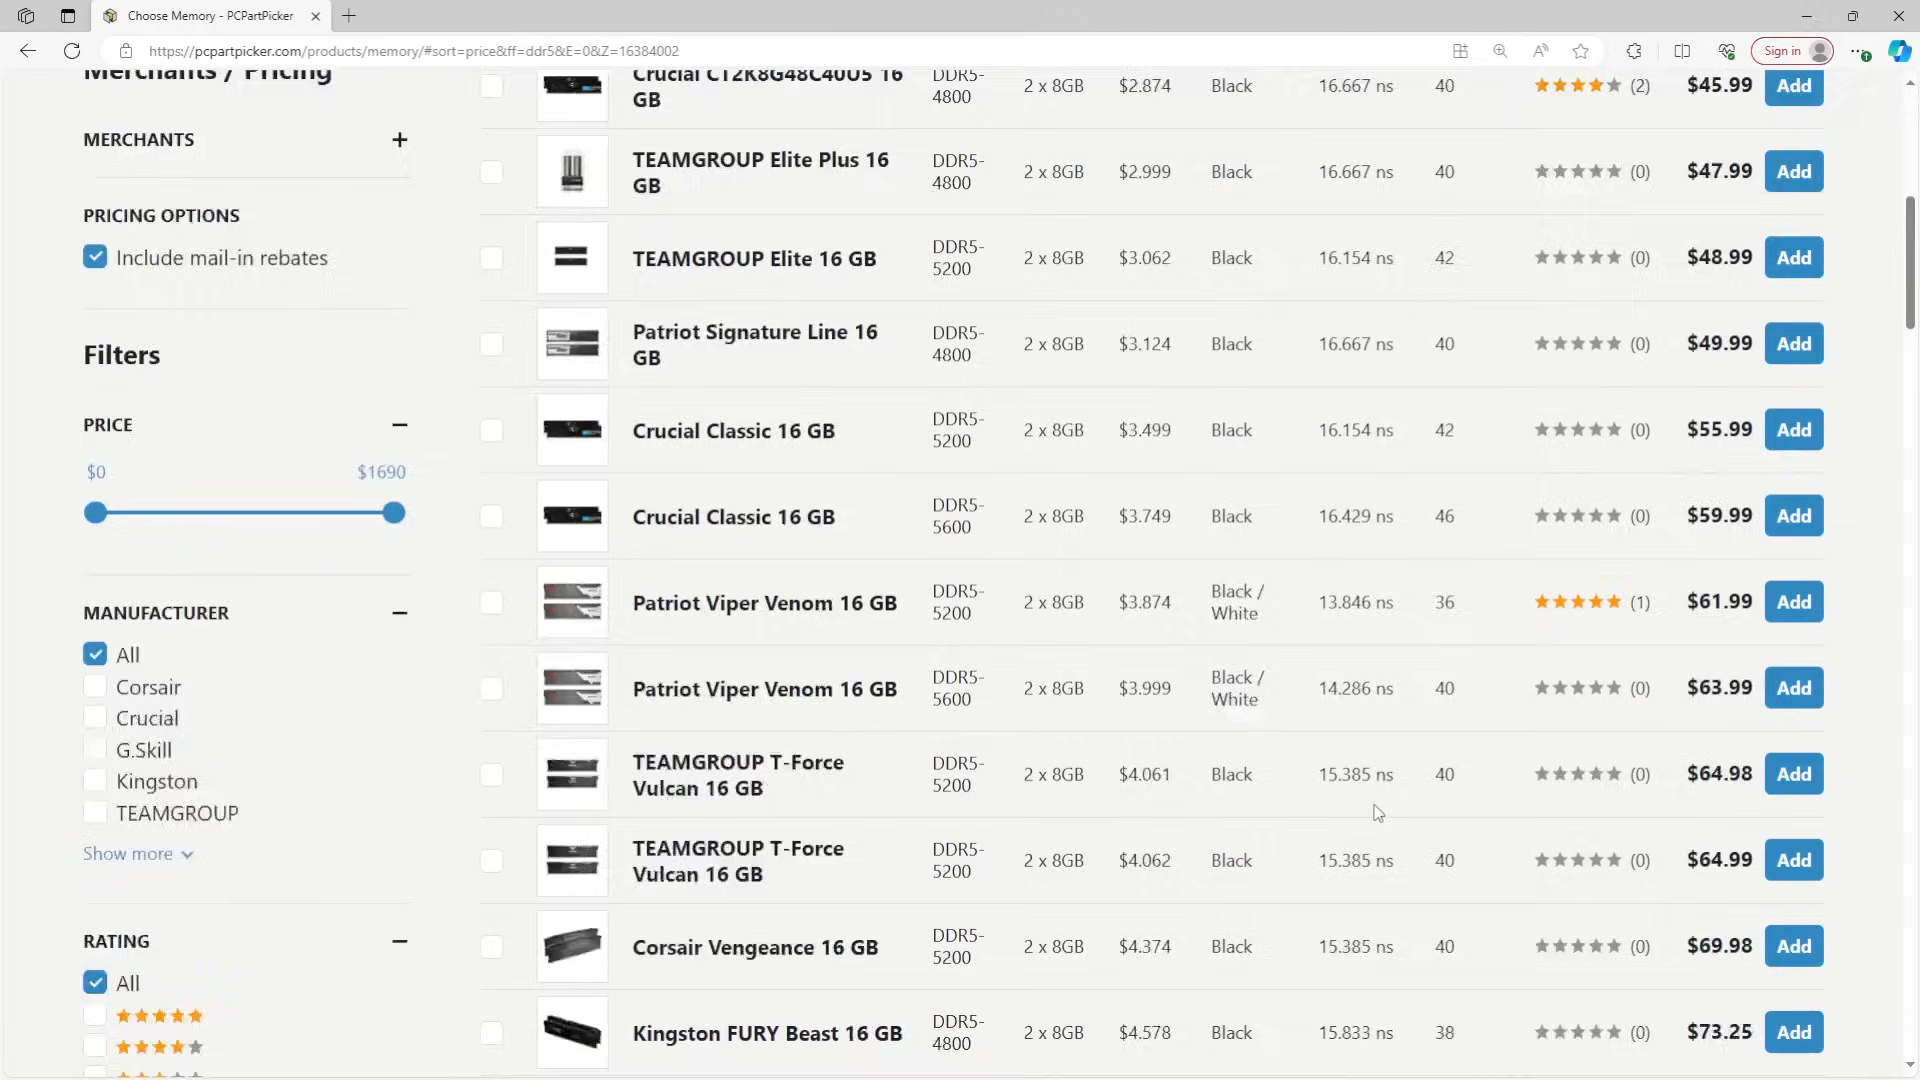 Choose Memory - PCPartPicker
https://pcpartpicker.com/products/memory/#sort=price&ff=ddr5&E=0&Z=16384002
Sign in
Merchants / Pricing
MERCHANTS
PRICING OPTIONS
Include mail-in rebates
Filters
PRICE
$0 $1690
MANUFACTURER
All
Corsair
Crucial
G.Skill
Kingston
TEAMGROUP
Show more
RATING
All
Crucial CT2K8G48C40U5 16
GB
DDR5-
4800
2 x 8GB $2.874 Black 16.667 ns 40 (2) $45.99 Add
TEAMGROUP Elite Plus 16
GB
DDR5-
4800
2 x 8GB $2.999 Black 16.667 ns 40 (0) $47.99 Add
TEAMGROUP Elite 16 GB
DDR5-
5200
2 x 8GB $3.062 Black 16.154 ns 42 (0) $48.99 Add
Patriot Signature Line 16
GB
DDR5-
4800
2 x 8GB $3.124 Black 16.667 ns 40 (0) $49.99 Add
Crucial Classic 16 GB
DDR5-
5200
2 x 8GB $3.499 Black 16.154 ns 42 (0) $55.99 Add
Crucial Classic 16 GB
DDR5-
5600
2 x 8GB $3.749 Black 16.429 ns 46 (0) $59.99 Add
Patriot Viper Venom 16 GB
DDR5-
5200
2 x 8GB $3.874
Black /
White
13.846 ns 36 (1) $61.99 Add
Patriot Viper Venom 16 GB
DDR5-
5600
2 x 8GB $3.999
Black /
White
14.286 ns 40 (0) $63.99 Add
TEAMGROUP T-Force
Vulcan 16 GB
DDR5-
5200
2 x 8GB $4.061 Black 15.385 ns 40 (0) $64.98 Add
TEAMGROUP T-Force
Vulcan 16 GB
DDR5-
5200
2 x 8GB $4.062 Black 15.385 ns 40 (0) $64.99 Add
Corsair Vengeance 16 GB
DDR5-
5200
2 x 8GB $4.374 Black 15.385 ns 40 (0) $69.98 Add
Kingston FURY Beast 16 GB
DDR5-
4800
2 x 8GB $4.578 Black 15.833 ns 38 (0) $73.25 Add